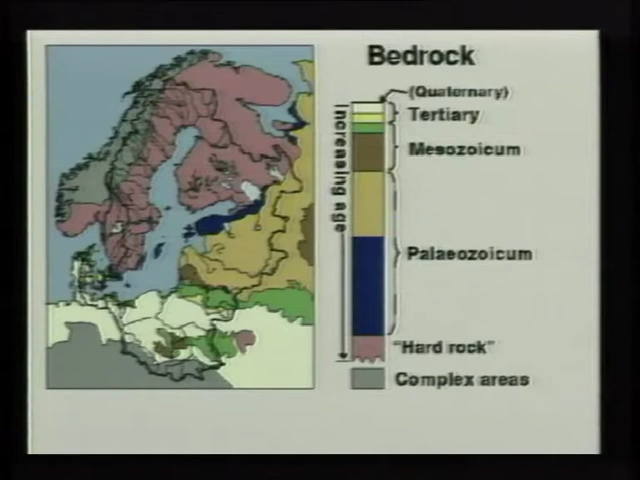 Bedrock
(Quaternary)
Tertiary
Mesozoicum
Increasing age
Palaeozoicum
"Hard rock"
Complex areas